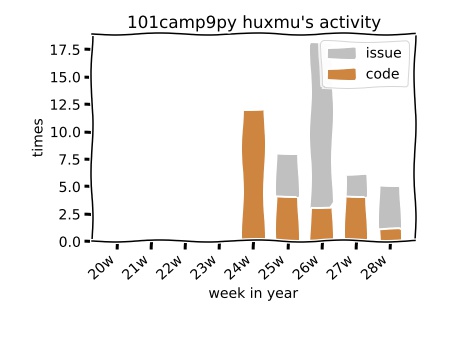 101camp9py huxmu's activity
issue
code
17.5
15.0
12.5
10.0
7.5
5.0
2.5
0.0
times
20w 21w 22w 23w 24w 25w 26w 27w 28w
week in year